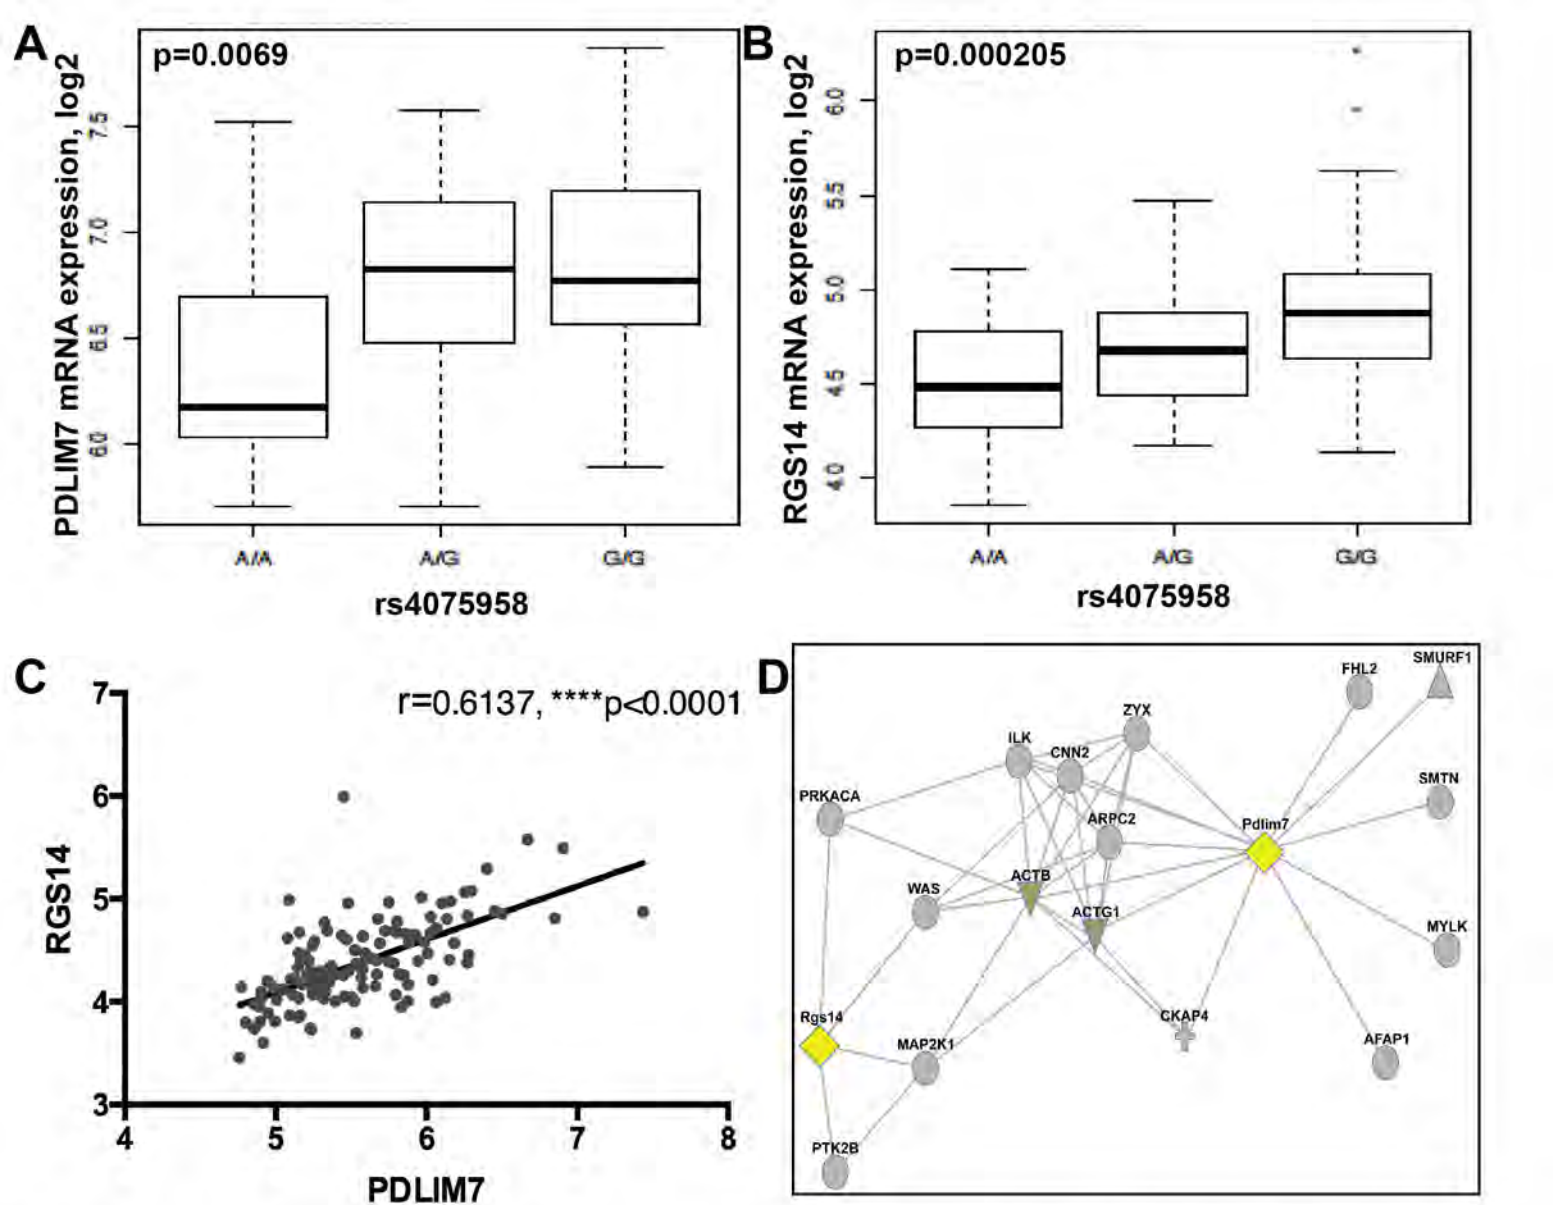 A
p=0.0069
PDLIM7 mRNA expression, log2
7.5
7.0
6.5
6.0
A/A
A/G
G/G
rs4075958
B
p=0.000205
RGS14 mRNA expression, log2
6.0
5.5
5.0
4.5
4.0
A/A
A/G
G/G
rs4075958
C
r=0.6137, ****p<0.0001
RGS14
7
6
5
4
3
4
5
6
7
8
PDLIM7
D
SMURF1
FHL2
ZYX
ILK
CNN2
SMTN
PRKACA
ARPC2
Pdlim7
ACTB
WAS
ACTG1
MYLK
Rgs14
CKAP4
MAP2K1
AFAP1
PTK2B